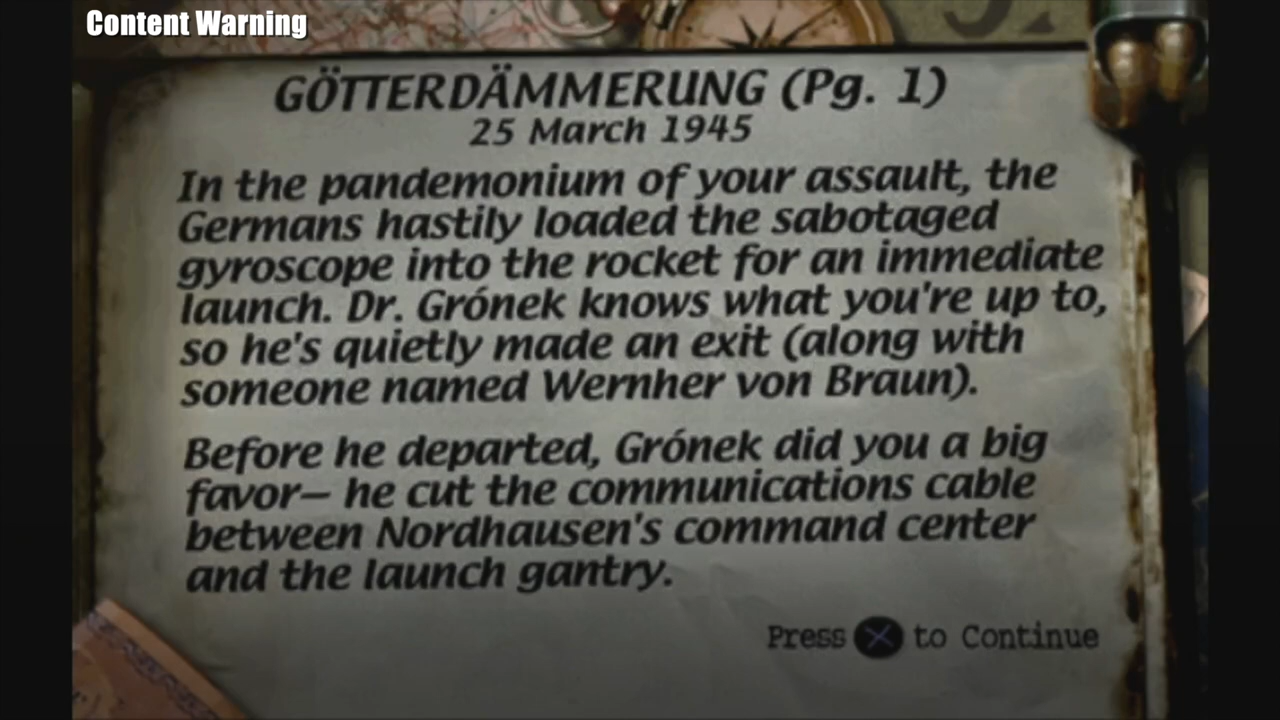 Content Warning
GÖTTERDÄMMERUNG (Pg. 1)
25 March 1945
In the pandemonium of your assault, the
Germans hastily loaded the sabotaged
gyroscope into the rocket for an immediate
launch. Dr. Grónek knows what you're up to,
so he's quietly made an exit (along with
someone named Wernher von Braun).
Before he departed, Grónek did you a big
favor— he cut the communications cable
between Nordhausen's command center
and the launch gantry.
Press X to Continue